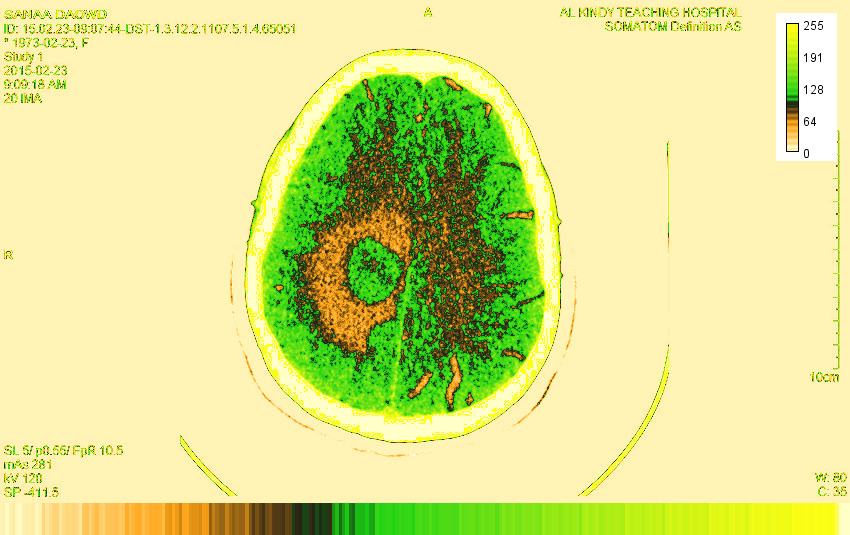 SANAA DAOWD
ID: 15.02.23-09:07:44-DST-1.3.12.2.1107.5.1.4.65051
* 1973-02-23, F
Study 1
2015-02-23
9:09:18 AM
20 IMA
A
AL KINDY TEACHING HOSPITAL
SOMATOM Definition AS
255
191
128
64
0
R
10cm
SL 5/ p0.55/ FpR 10.5
mAs 281
kV 120
SP -411.5
W: 80
C: 35